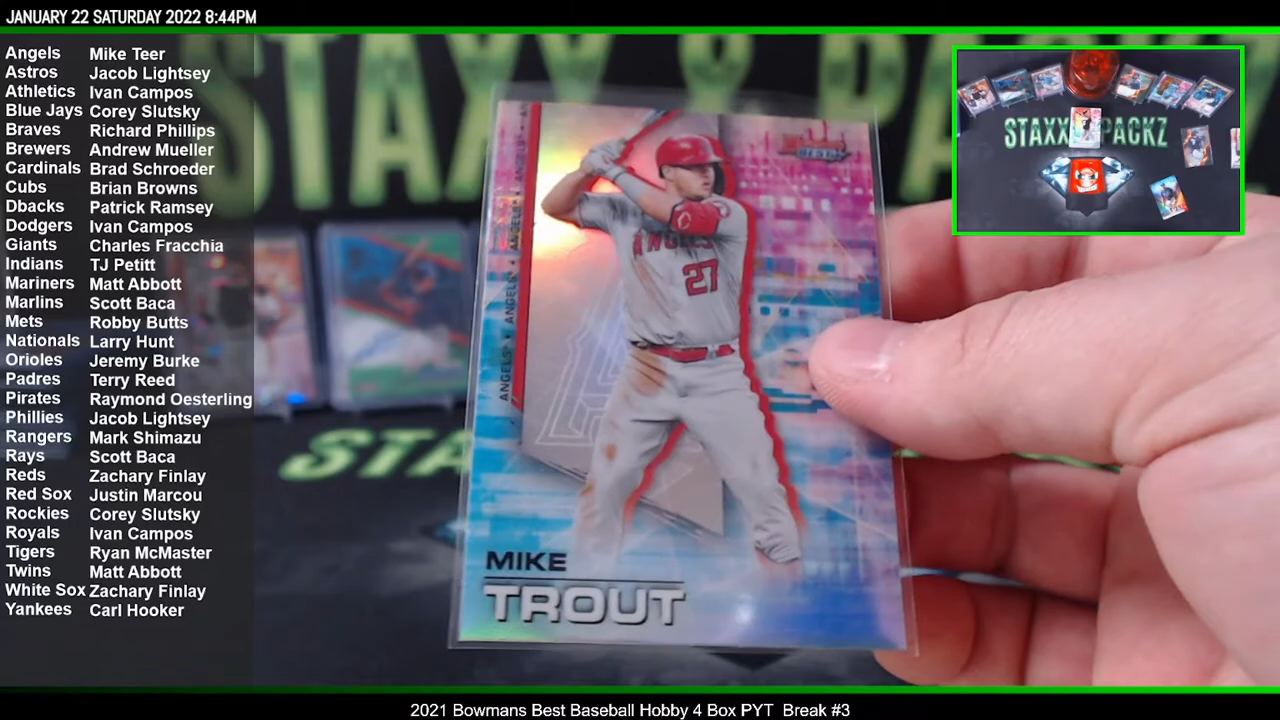 JANUARY 22 SATURDAY 2022 8:44PM
Angels Mike Teer
Astros Jacob Lightsey
Athletics Ivan Campos
Blue Jays Corey Slutsky
Braves Richard Phillips
Brewers Andrew Mueller
Cardinals Brad Schroeder
Cubs Brian Browns
Dbacks Patrick Ramsey
Dodgers Ivan Campos
Giants Charles Fracchia
Indians TJ Petitt
Mariners Matt Abbott
Marlins Scott Baca
Mets Robby Butts
Nationals Larry Hunt
Orioles Jeremy Burke
Padres Terry Reed
Pirates Raymond Oesterling
Phillies Jacob Lightsey
Rangers Mark Shimazu
Rays Scott Baca
Reds Zachary Finlay
Red Sox Justin Marcou
Rockies Corey Slutsky
Royals Ivan Campos
Tigers Ryan McMaster
Twins Matt Abbott
White Sox Zachary Finlay
Yankees Carl Hooker
STAXX PACKZ
ANGELS
27
ANGELS • ANGELS • ANGELS
MIKE
TROUT
2021 Bowmans Best Baseball Hobby 4 Box PYT Break #3